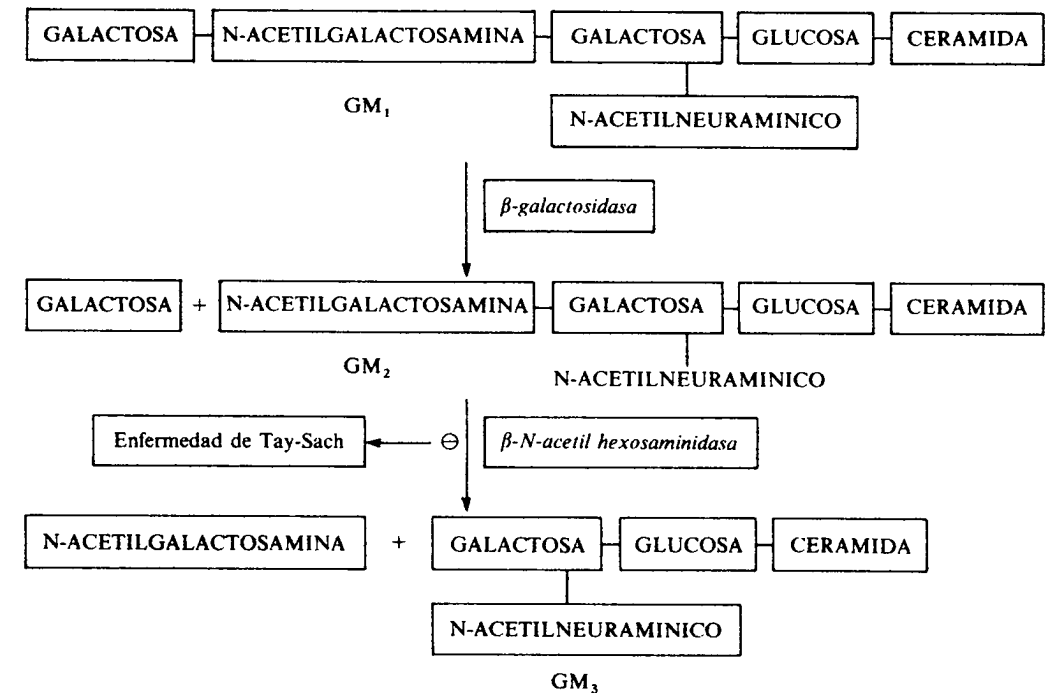 GALACTOSA N-ACETILGALACTOSAMINA GALACTOSA GLUCOSA CERAMIDA
GM₁
N-ACETILNEURAMINICO
β-galactosidasa
GALACTOSA + N-ACETILGALACTOSAMINA GALACTOSA GLUCOSA CERAMIDA
GM₂
N-ACETILNEURAMINICO
Enfermedad de Tay-Sach ⊖ β-N-acetil hexosaminidasa
N-ACETILGALACTOSAMINA + GALACTOSA GLUCOSA CERAMIDA
N-ACETILNEURAMINICO
GM₃